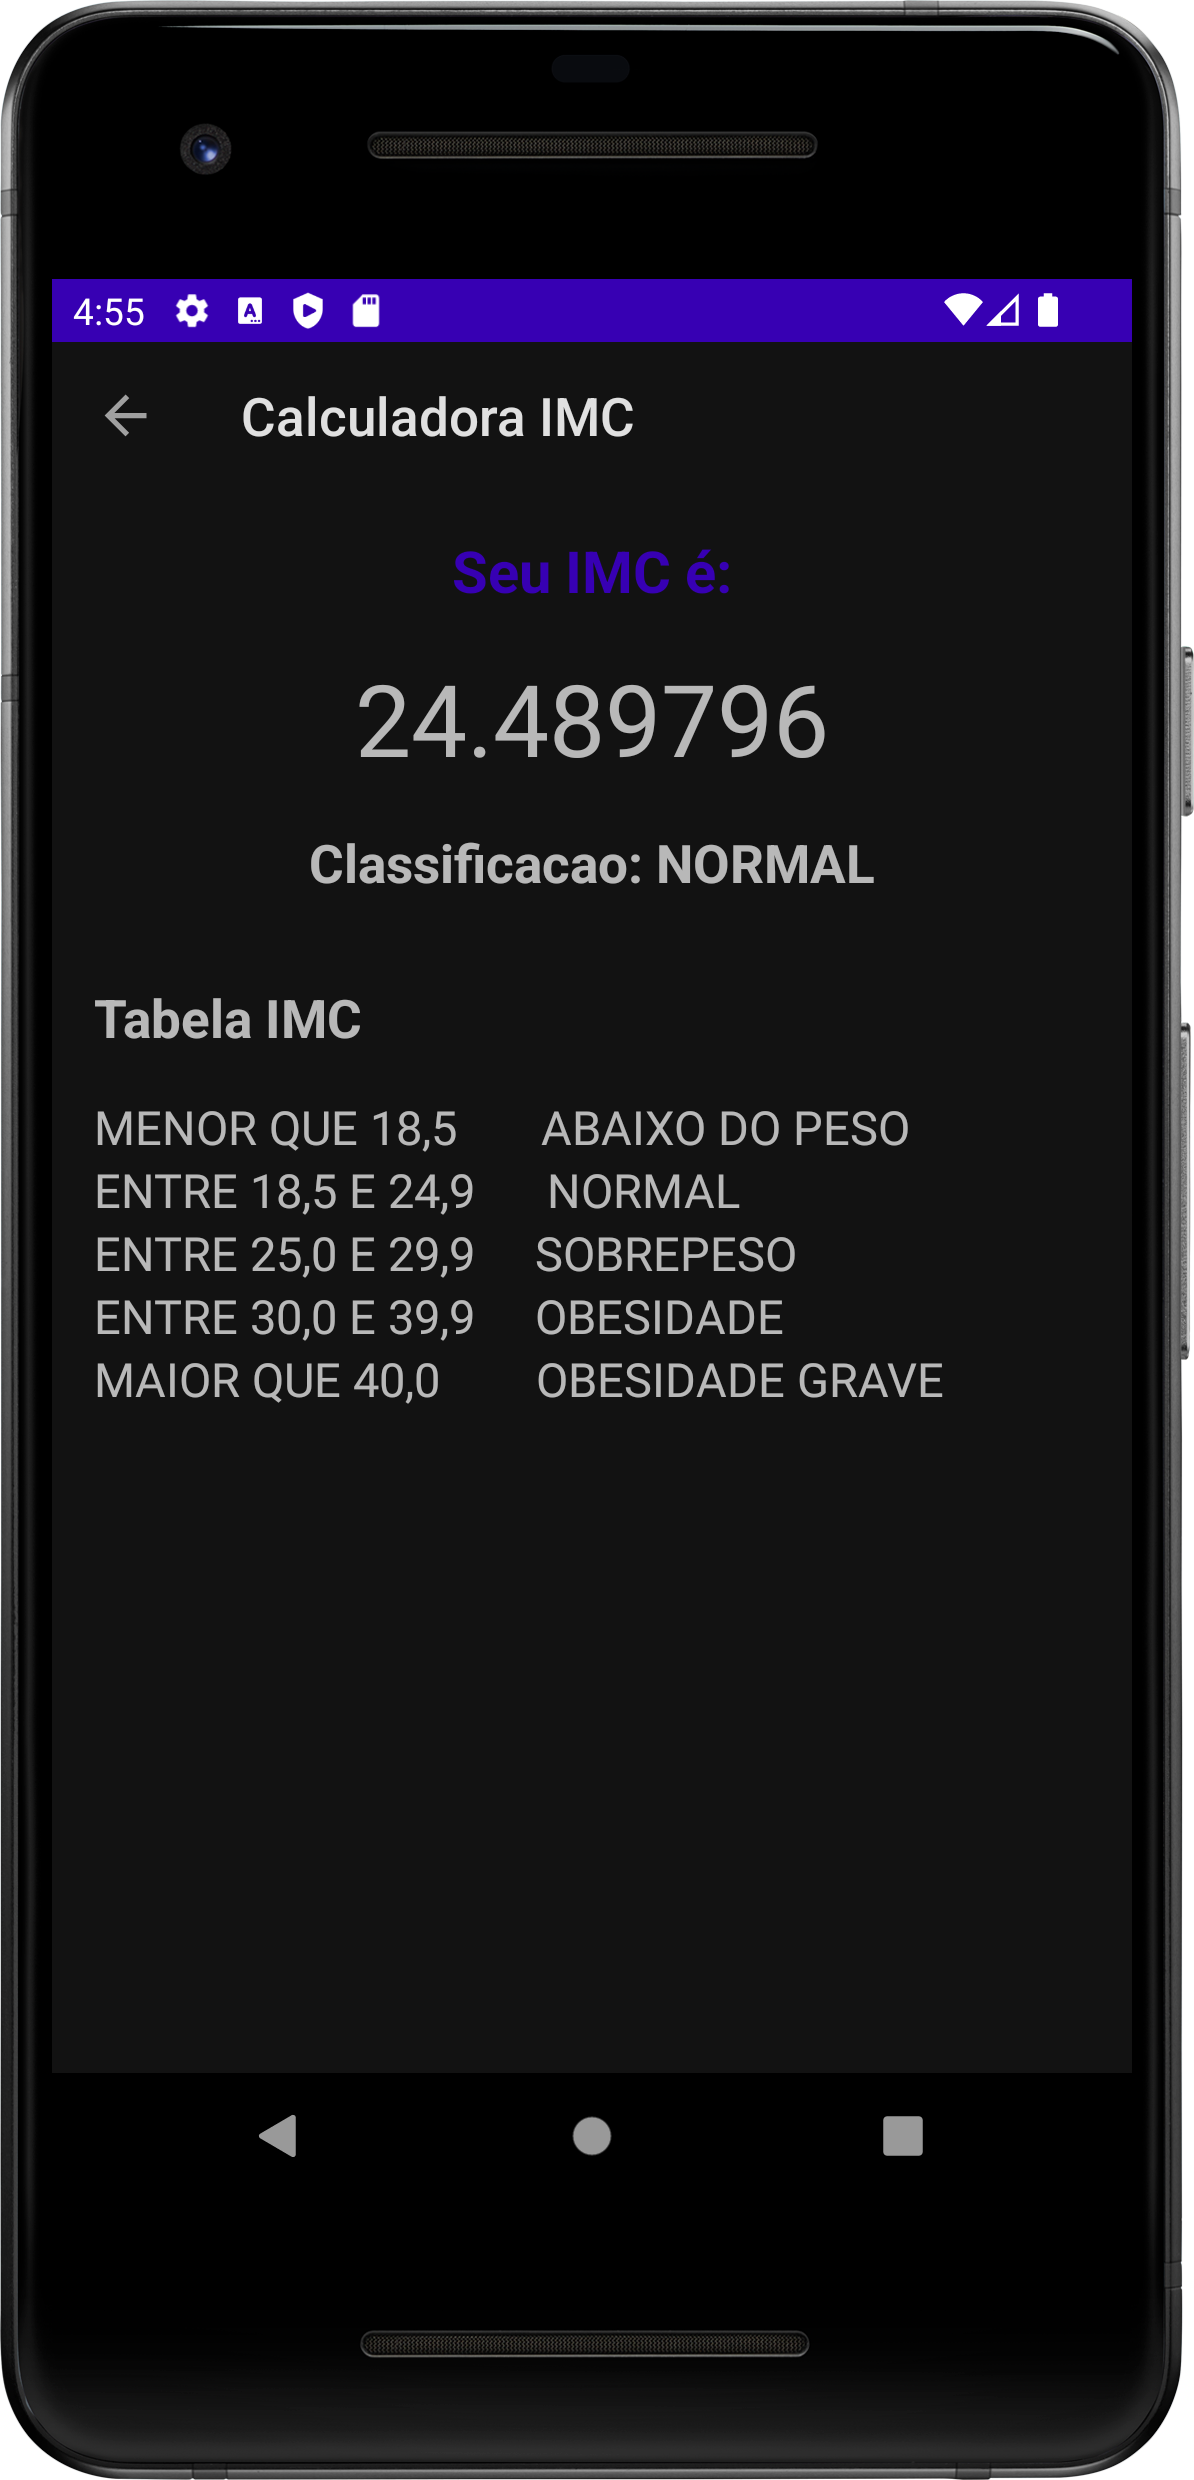 4:55
Calculadora IMC
Seu IMC é:
24.489796
Classificacao: NORMAL
Tabela IMC
MENOR QUE 18,5 ABAIXO DO PESO
ENTRE 18,5 E 24,9 NORMAL
ENTRE 25,0 E 29,9 SOBREPESO
ENTRE 30,0 E 39,9 OBESIDADE
MAIOR QUE 40,0 OBESIDADE GRAVE